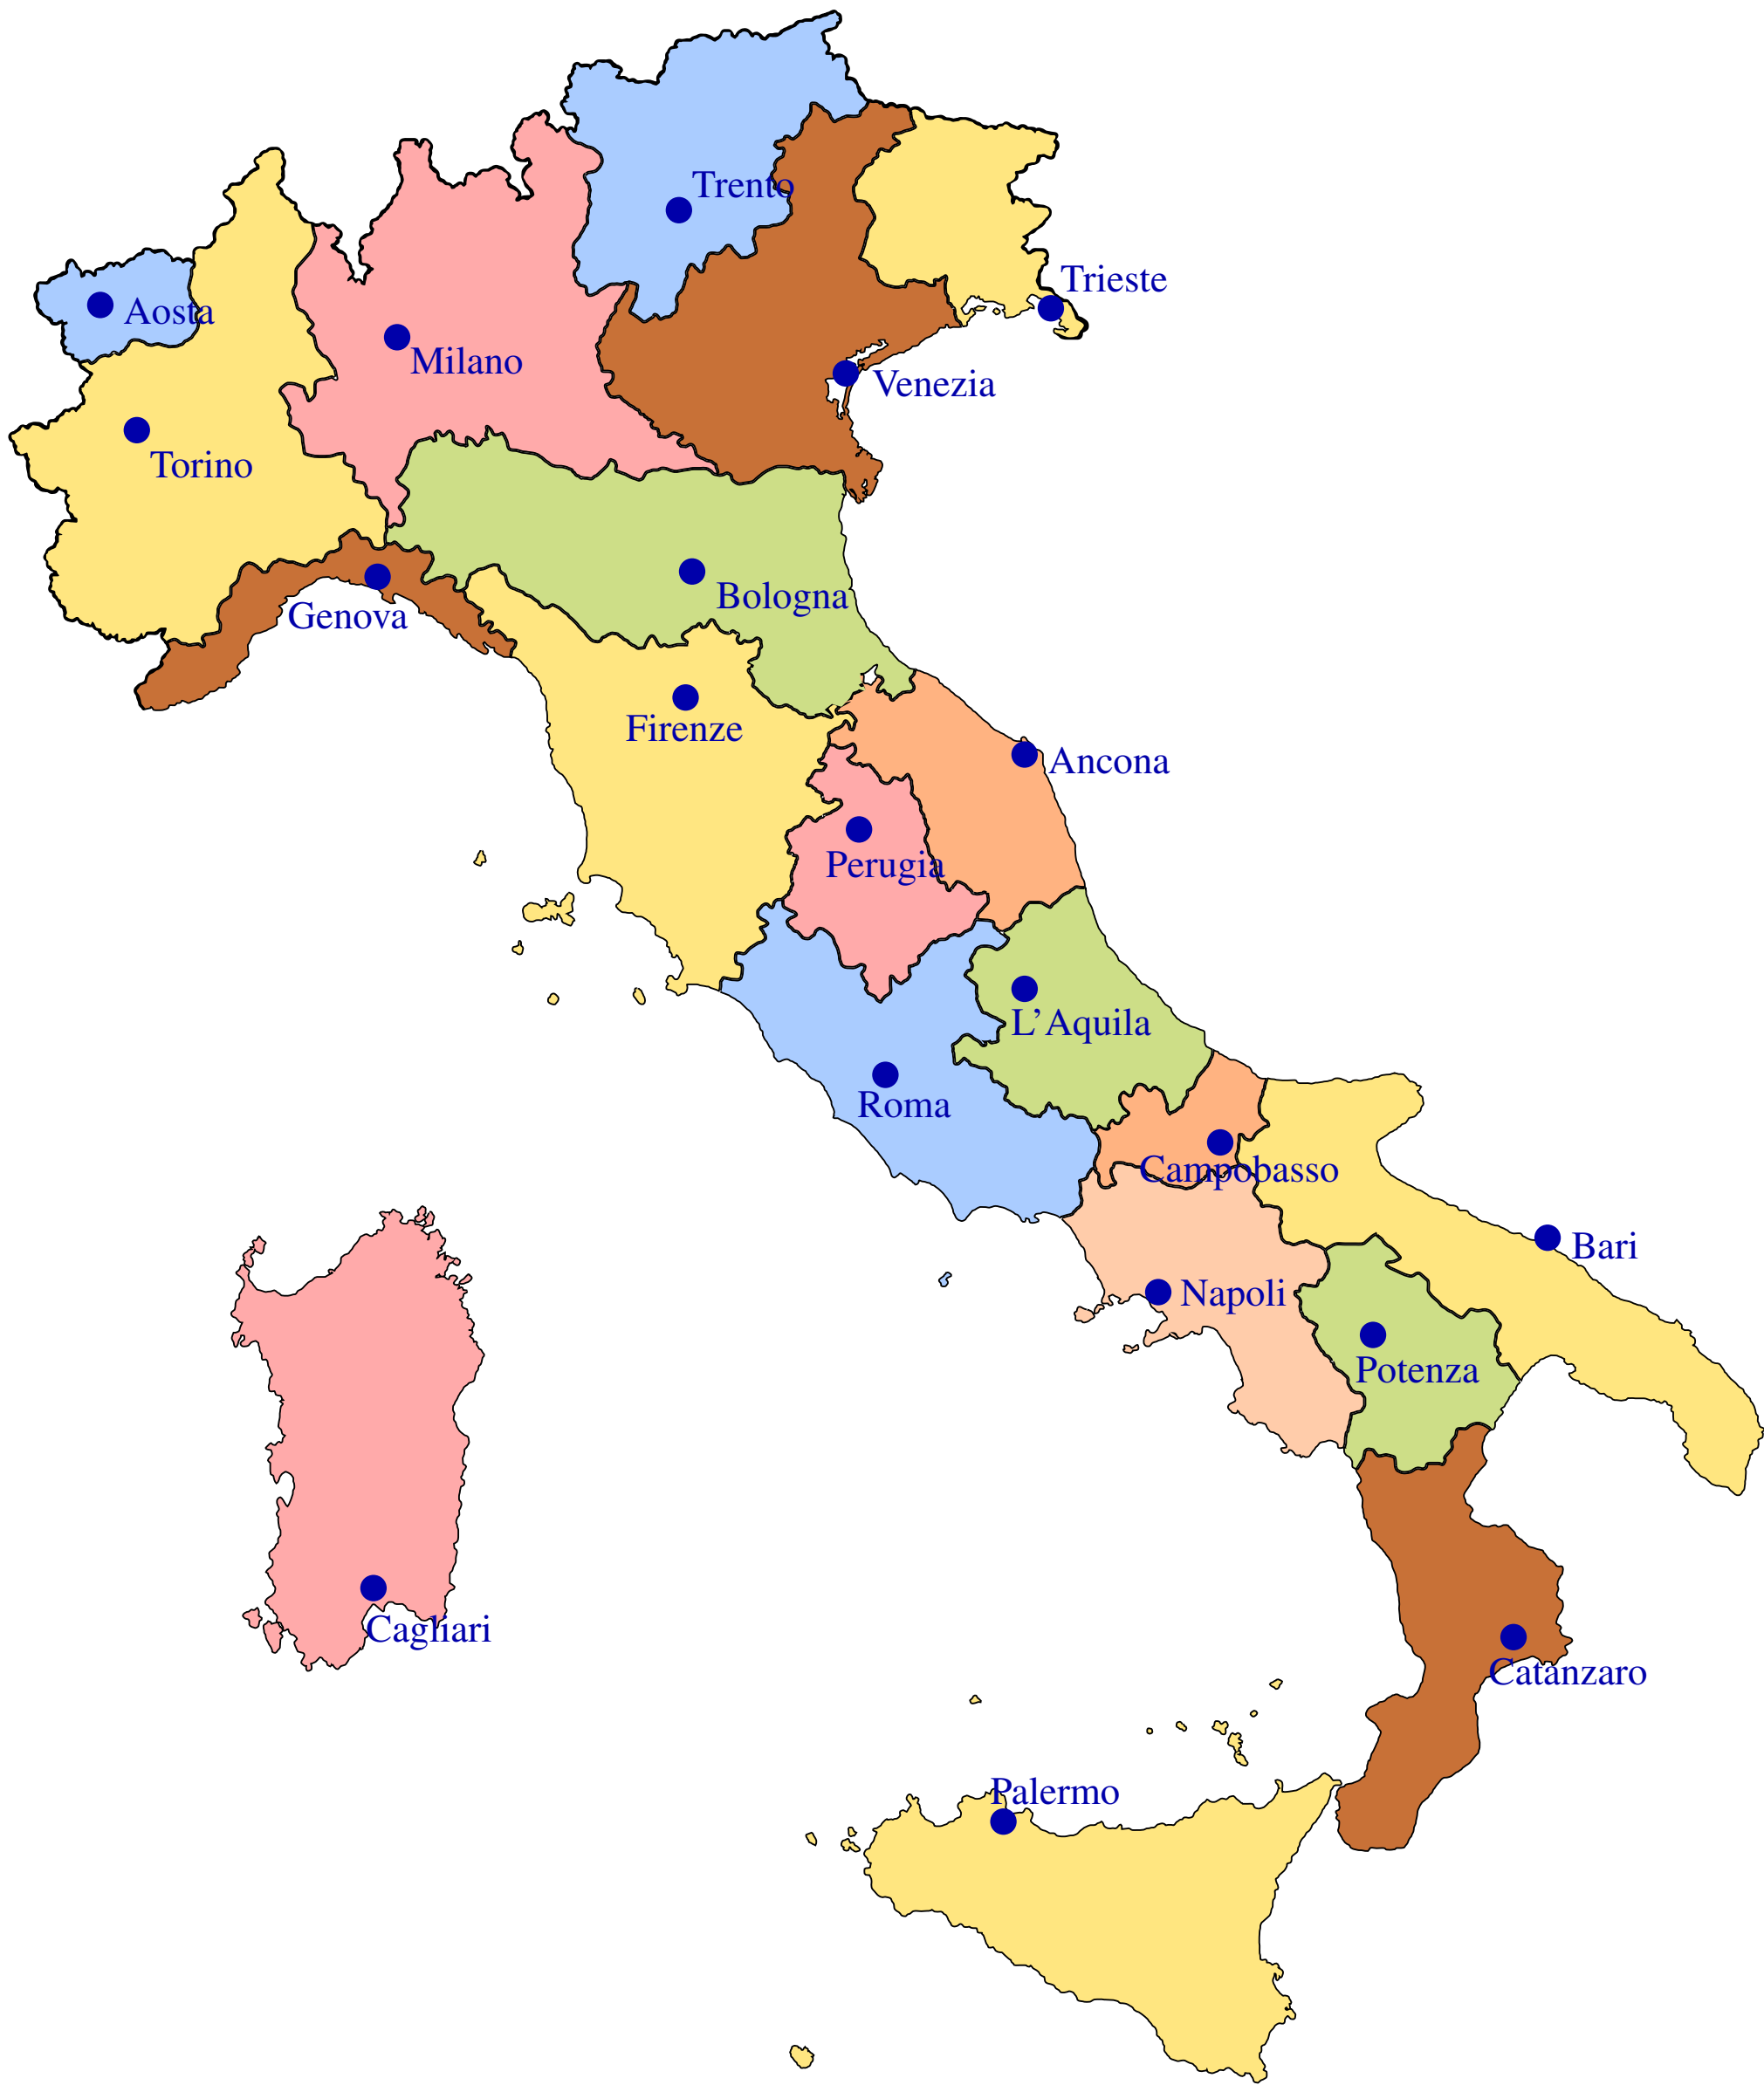 Trento
Trieste
Aosta
Milano
Venezia
Torino
Bologna
Genova
Firenze
Ancona
Perugia
L'Aquila
Roma
Campobasso
Bari
Napoli
Potenza
Cagliari
Catanzaro
Palermo